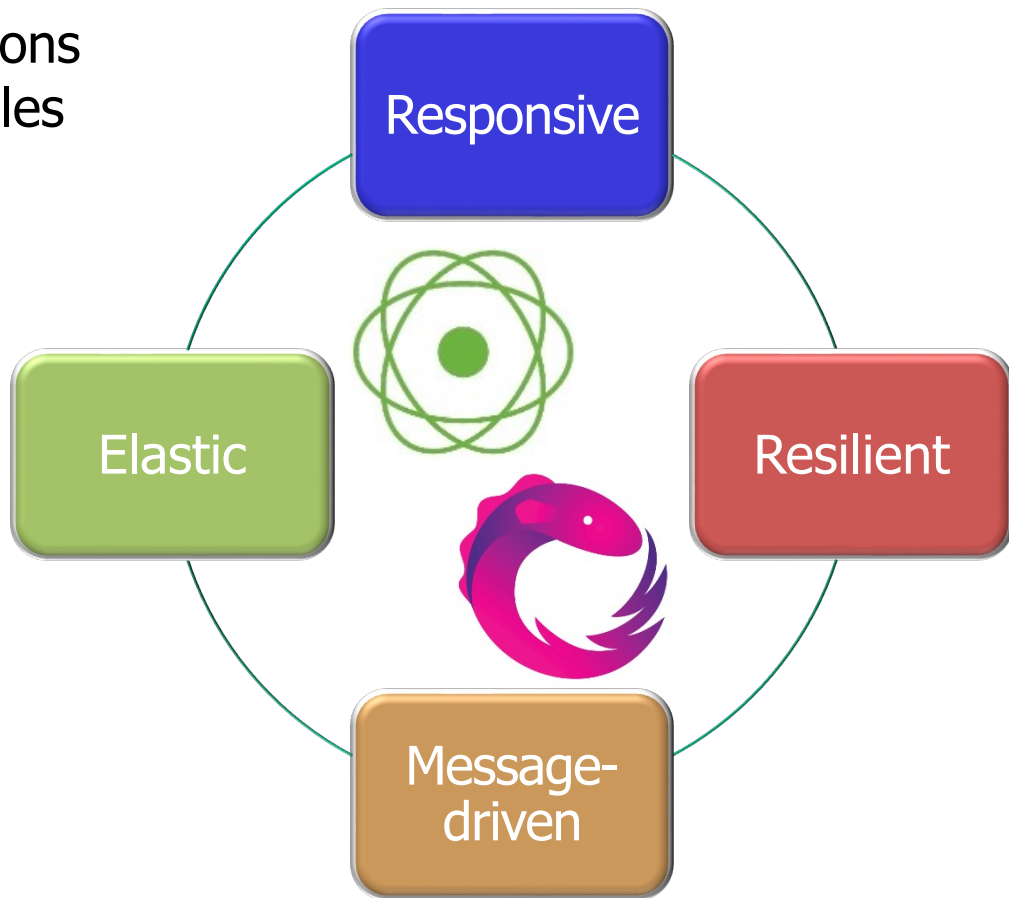 ons
les
Responsive
Elastic
Resilient
Message-
driven